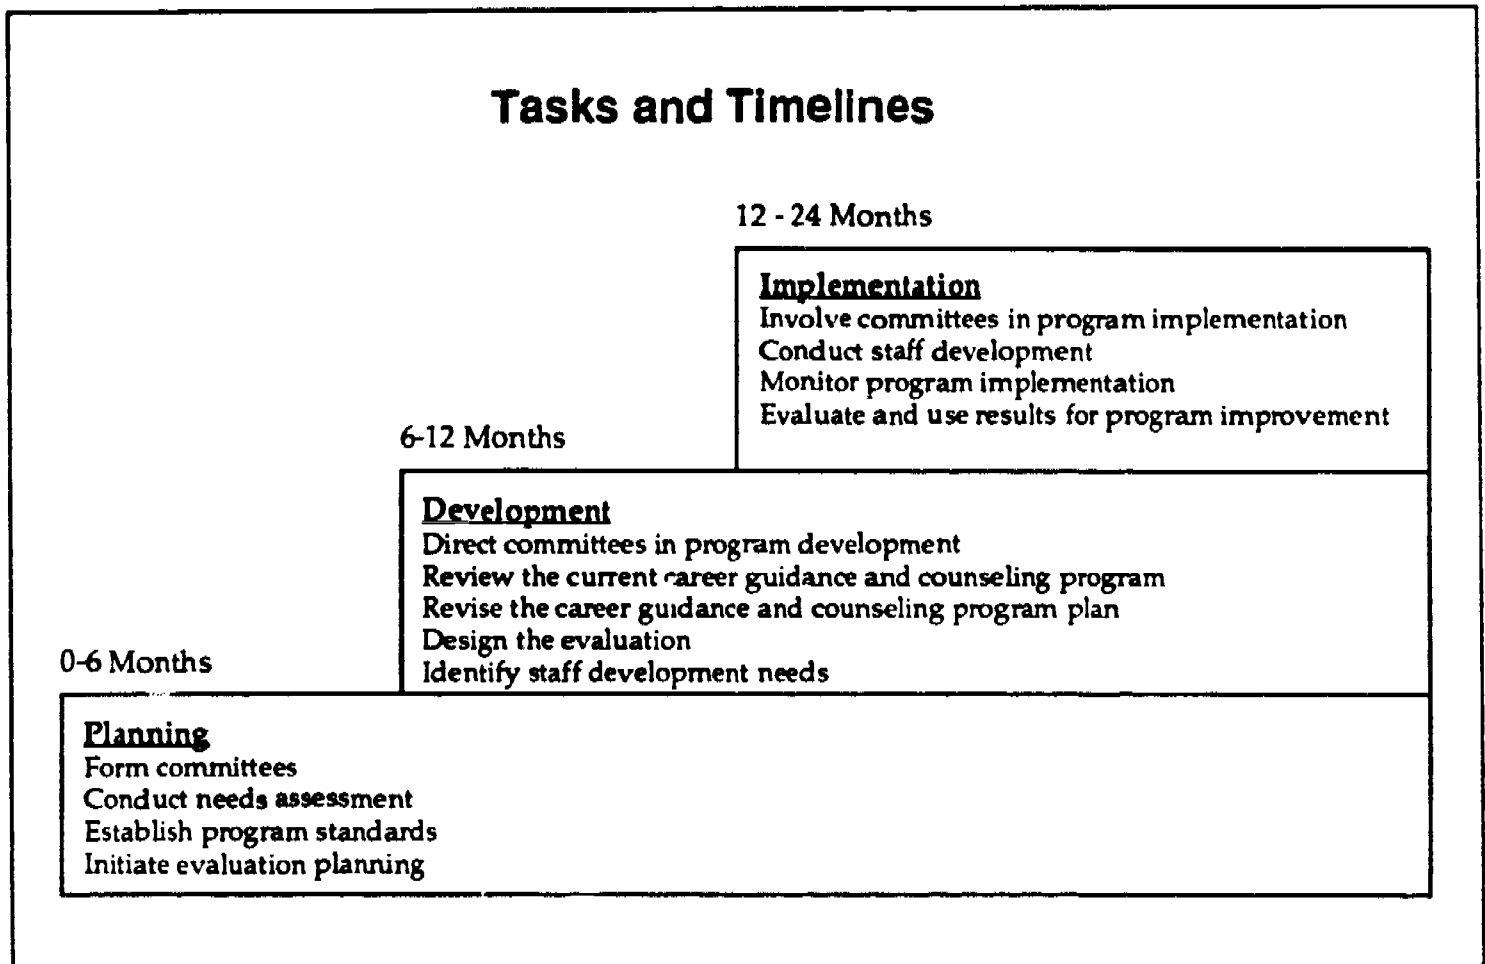 Tasks and Timelines
12 - 24 Months
Implementation
Involve committees in program implementation
Conduct staff development
Monitor program implementation
Evaluate and use results for program improvement
6-12 Months
Development
Direct committees in program development
Review the current career guidance and counseling program
Revise the career guidance and counseling program plan
Design the evaluation
Identify staff development needs
0-6 Months
Planning
Form committees
Conduct needs assessment
Establish program standards
Initiate evaluation planning